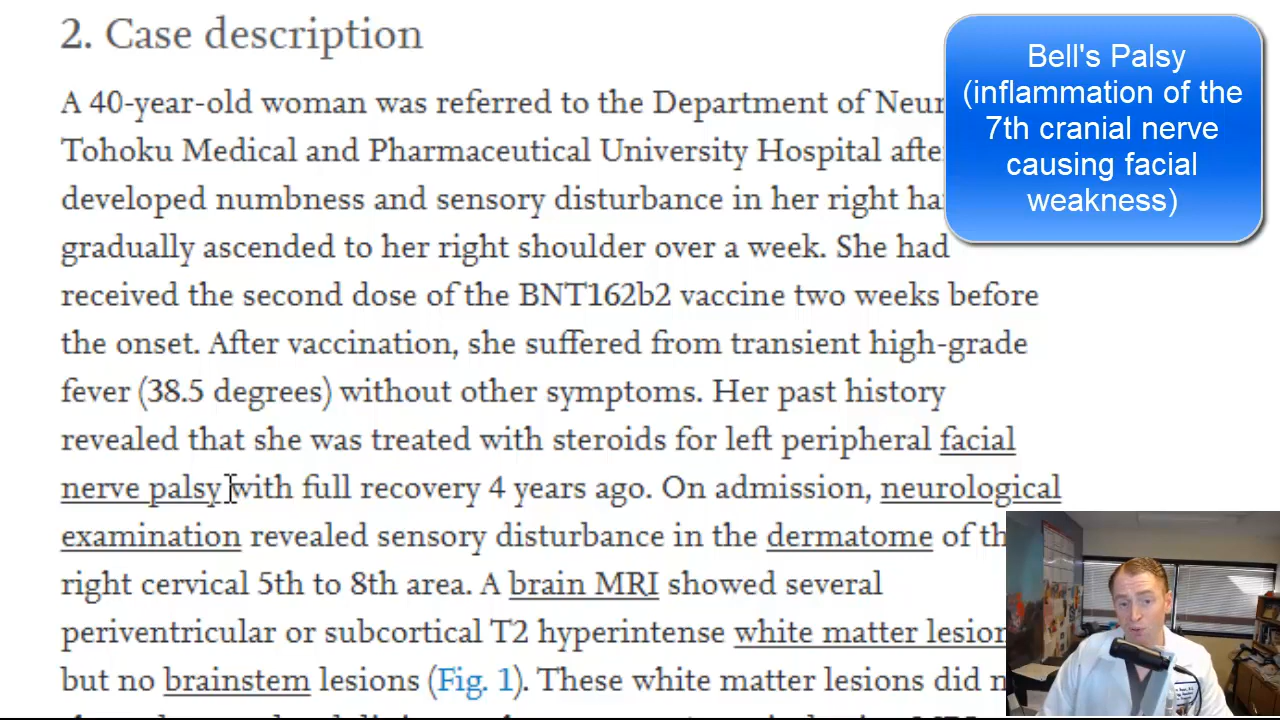 2. Case description
A 40-year-old woman was referred to the Department of
Tohoku Medical and Pharmaceutical University Hospital
developed numbness and sensory disturbance in her right
gradually ascended to her right shoulder over a week. She had
received the second dose of the BNT162b2 vaccine two weeks before
the onset. After vaccination, she suffered from transient high-grade
fever (38.5 degrees) without other symptoms. Her past history
revealed that she was treated with steroids for left peripheral facial
nerve palsy with full recovery 4 years ago. On admission, neurological
examination revealed sensory disturbance in the dermatome of
right cervical 5th to 8th area. A brain MRI showed several
periventricular or subcortical T2 hyperintense white matter
but no brainstem lesions (Fig. 1). These white matter lesions did
Bell's Palsy
(inflammation of the
7th cranial nerve
causing facial
weakness)